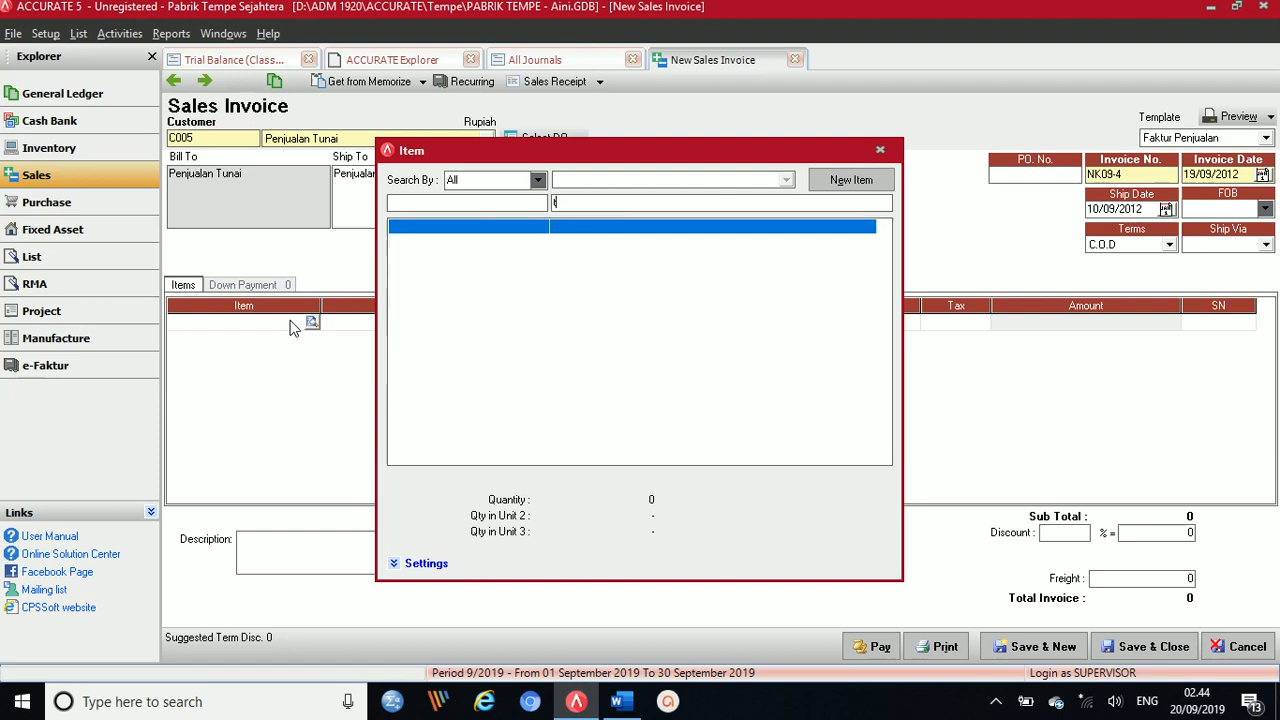 ACCURATE 5 - Unregistered - Pabrik Tempe Sejahtera [D:\ADM 1920\ACCURATE\Tempe\PABRIK TEMPE - Aini.GDB] - [New Sales Invoice]
File Setup List Activities Reports Windows Help
Explorer
Trial Balance (Class...
ACCURATE Explorer
All Journals
New Sales Invoice
General Ledger
Cash Bank
Inventory
Sales
Purchase
Fixed Asset
List
RMA
Project
Manufacture
e-Faktur
Links
User Manual
Online Solution Center
Facebook Page
Mailing list
CPSSoft website
Get from Memorize Recurring Sales Receipt
Sales Invoice
Customer Rupiah
C005 Penjualan Tunai
Bill To Ship To
Penjualan Tunai
Template Preview
Faktur Penjualan
PO. No. Invoice No. Invoice Date
NK09-4 19/09/2012
Ship Date FOB
10/09/2012
Terms Ship Via
C.O.D
Items Down Payment 0
Item Tax Amount SN
Item
Search By : All New Item
t
Quantity : 0
Qty in Unit 2 : -
Qty in Unit 3 : -
Settings
Description:
Sub Total : 0
Discount : % = 0
Freight : 0
Total Invoice : 0
Suggested Term Disc. 0
Pay Print Save & New Save & Close Cancel
Period 9/2019 - From 01 September 2019 To 30 September 2019
Login as SUPERVISOR
Type here to search
ENG
02.44
20/09/2019
13